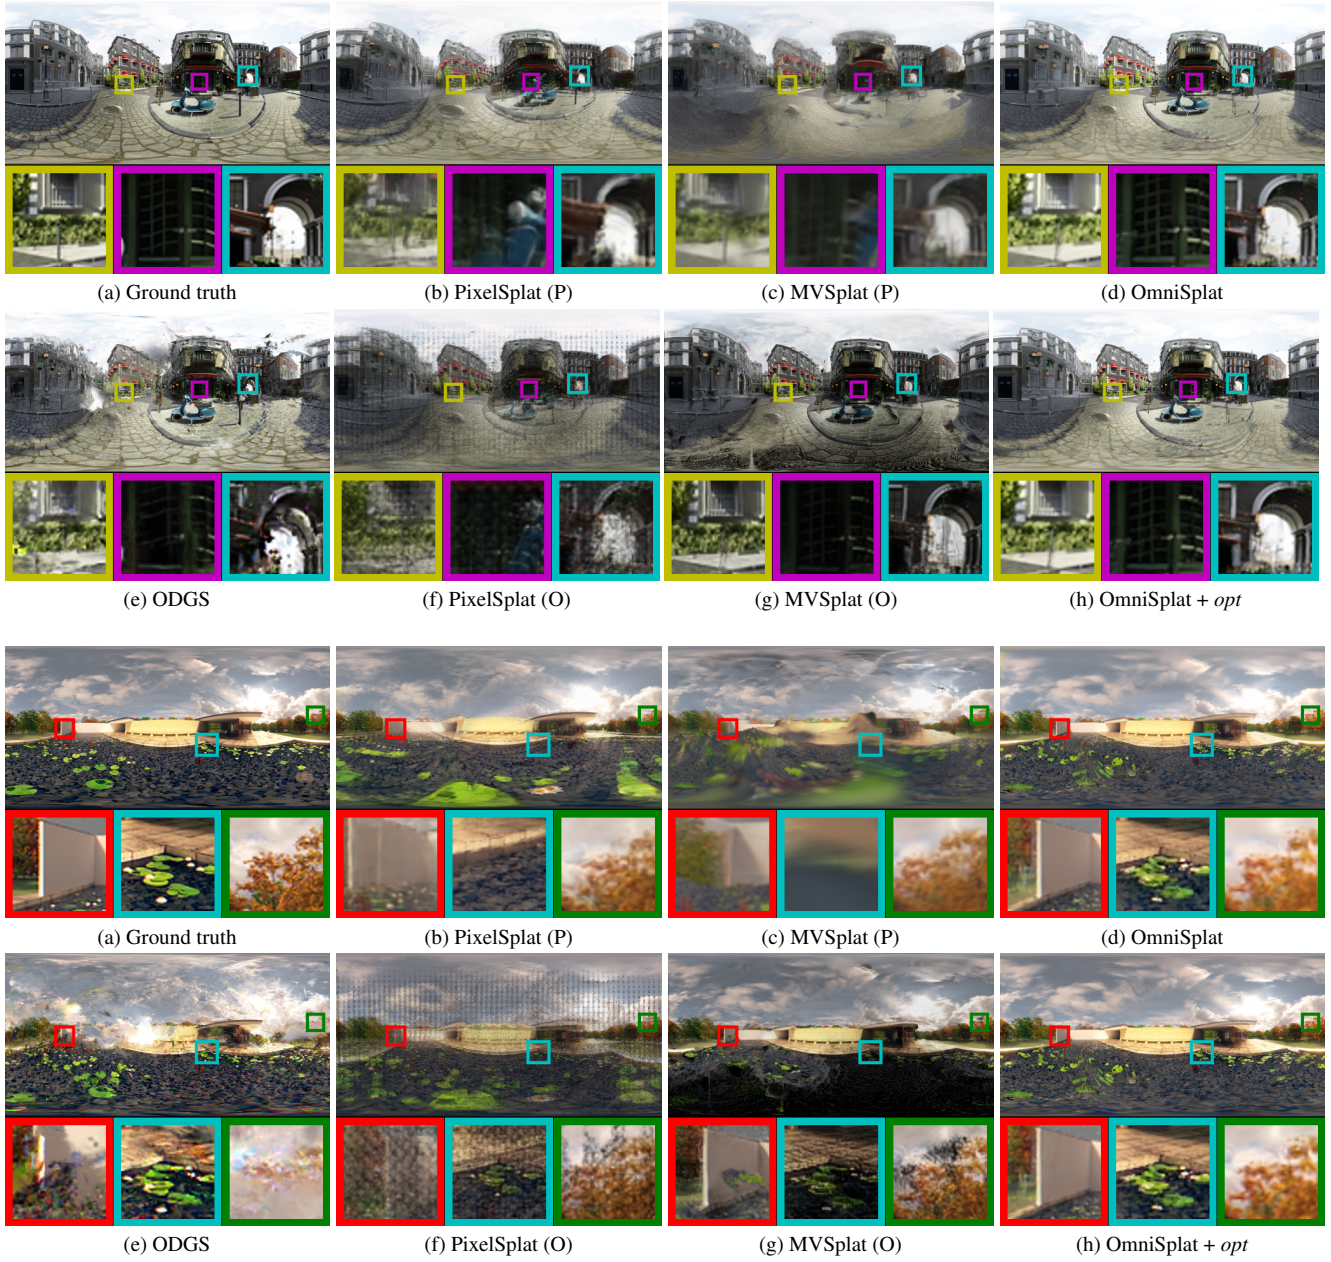 (a) Ground truth
(b) PixelSplat (P)
(c) MVSplat (P)
(d) OmniSplat
(e) ODGS
(f) PixelSplat (O)
(g) MVSplat (O)
(h) OmniSplat + opt
(a) Ground truth
(b) PixelSplat (P)
(c) MVSplat (P)
(d) OmniSplat
(e) ODGS
(f) PixelSplat (O)
(g) MVSplat (O)
(h) OmniSplat + opt